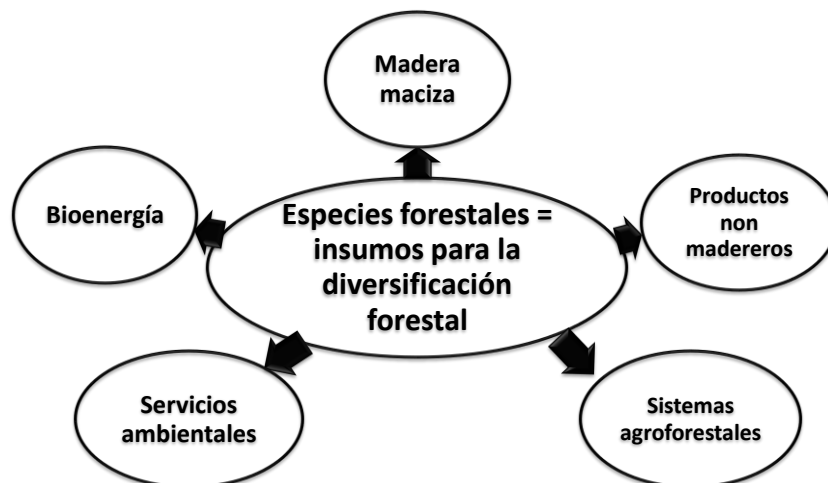 Madera
maciza
Bioenergía
Especies forestales =
insumos para la
diversificación
forestal
Productos
non
madereros
Servicios
ambientales
Sistemas
agroforestales